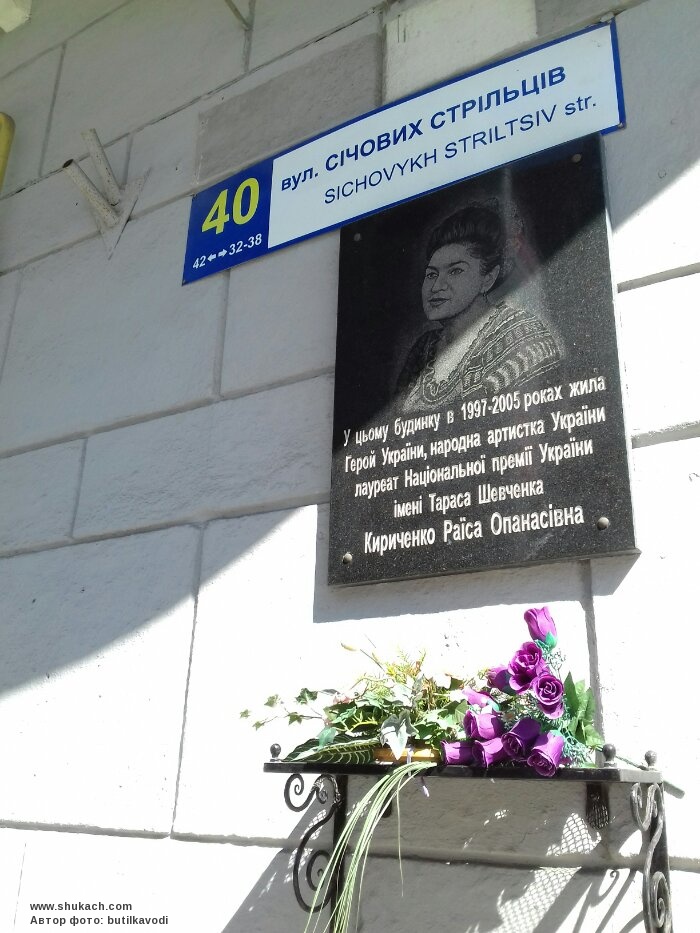 вул. СІЧОВИХ СТРІЛЬЦІВ
SICHOVYKH STRILTSIV str.
40
42⬅➡32-38
У цьому будинку в 1997-2005 роках жила
Герой України, народна артистка України
лауреат Національної премії України
імені Тараса Шевченка
Кириченко Раїса Опанасівна
www.shukach.com
Автор фото: butilkavodi